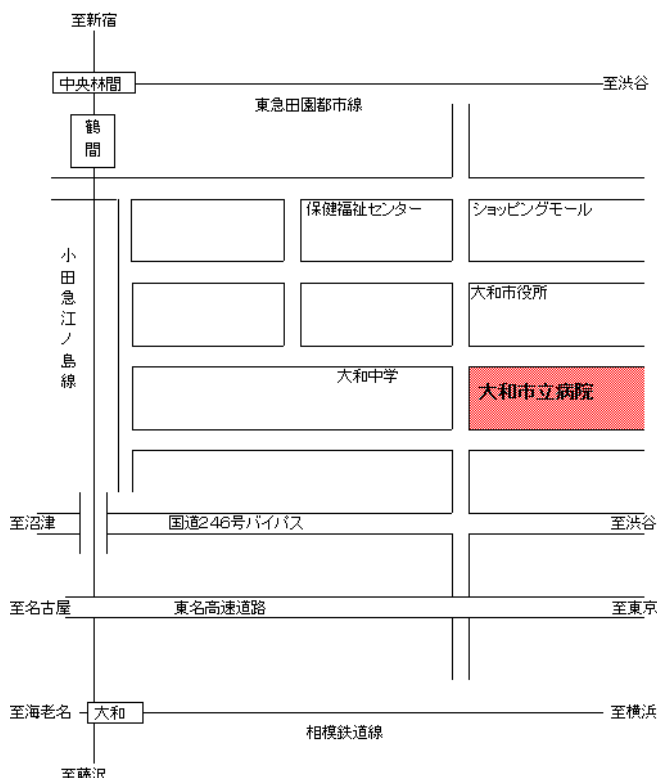 至新宿
中央林間
至渋谷
東急田園都市線
鶴間
保健福祉センター
ショッピングモール
小田急江ノ島線
大和市役所
大和中学
大和市立病院
至沼津
国道246号バイパス
至渋谷
至名古屋
東名高速道路
至東京
至海老名
大和
至横浜
相模鉄道線
至藤沢